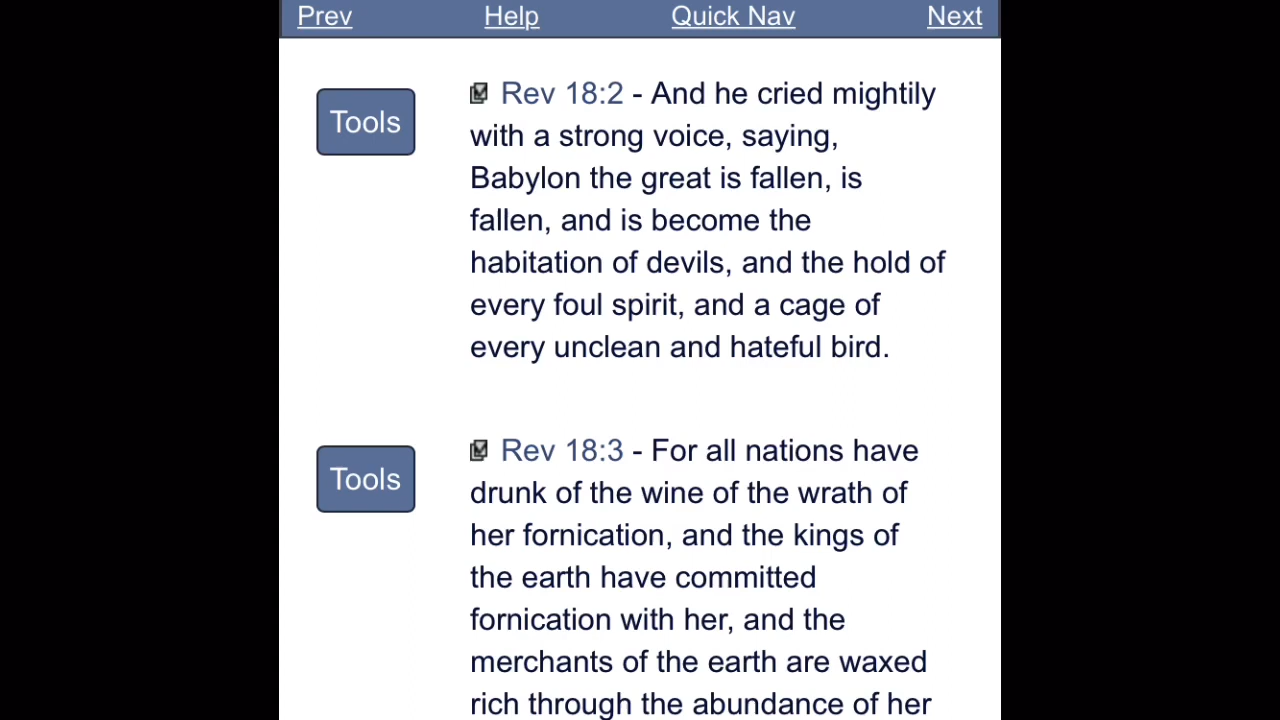 Prev Help Quick Nav Next
Tools
Rev 18:2 - And he cried mightily
with a strong voice, saying,
Babylon the great is fallen, is
fallen, and is become the
habitation of devils, and the hold of
every foul spirit, and a cage of
every unclean and hateful bird.
Tools
Rev 18:3 - For all nations have
drunk of the wine of the wrath of
her fornication, and the kings of
the earth have committed
fornication with her, and the
merchants of the earth are waxed
rich through the abundance of her